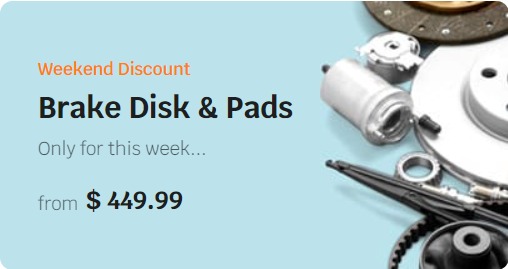 Weekend Discount
Brake Disk & Pads
Only for this week...
from $ 449.99